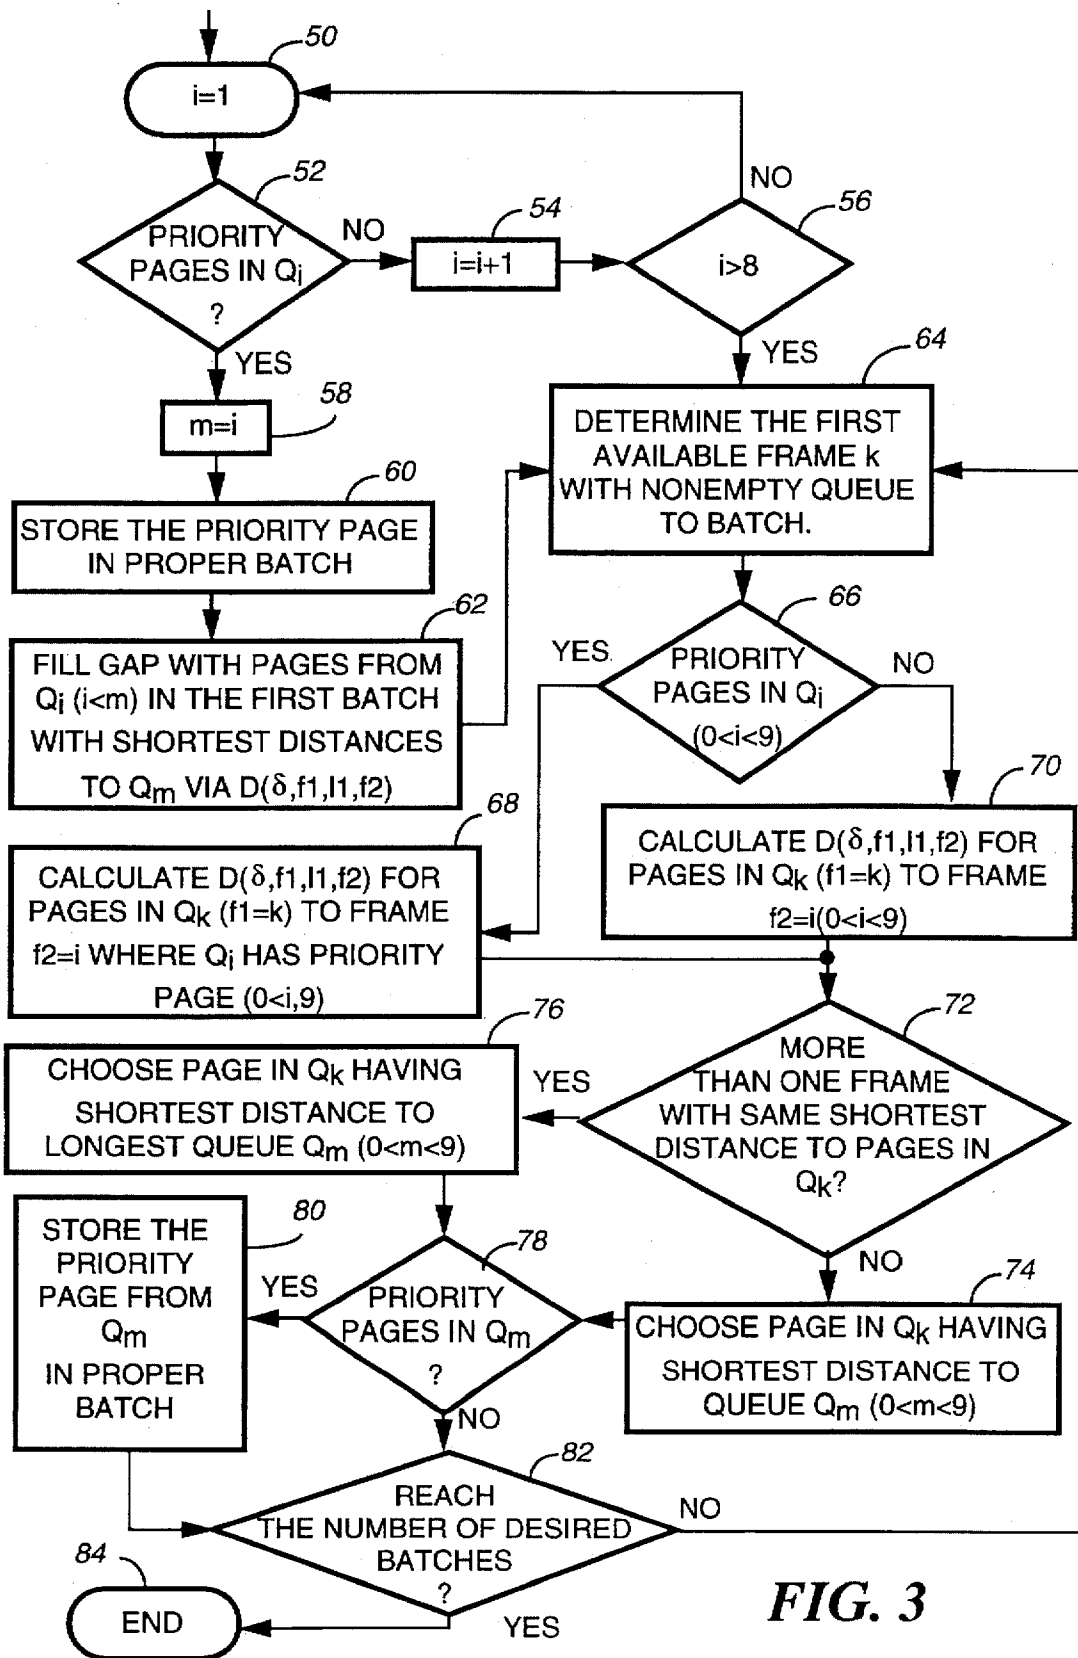 50
i=1
52
PRIORITY
PAGES IN Qi
?
NO
54
i=i+1
NO
56
i>8
YES
YES
58
m=i
60
STORE THE PRIORITY PAGE
IN PROPER BATCH
62
FILL GAP WITH PAGES FROM
Qi (i<m) IN THE FIRST BATCH
WITH SHORTEST DISTANCES
TO Qm VIA D(δ,f1,l1,f2)
64
DETERMINE THE FIRST
AVAILABLE FRAME k
WITH NONEMPTY QUEUE
TO BATCH.
66
PRIORITY
PAGES IN Qi
(0<i<9)
YES
NO
68
CALCULATE D(δ,f1,l1,f2) FOR
PAGES IN Qk (f1=k) TO FRAME
f2=i WHERE Qi HAS PRIORITY
PAGE (0<i,9)
70
CALCULATE D(δ,f1,l1,f2) FOR
PAGES IN Qk (f1=k) TO FRAME
f2=i(0<i<9)
72
MORE
THAN ONE FRAME
WITH SAME SHORTEST
DISTANCE TO PAGES IN
Qk?
YES
NO
76
CHOOSE PAGE IN Qk HAVING
SHORTEST DISTANCE TO
LONGEST QUEUE Qm (0<m<9)
74
CHOOSE PAGE IN Qk HAVING
SHORTEST DISTANCE TO
QUEUE Qm (0<m<9)
78
PRIORITY
PAGES IN Qm
?
YES
NO
80
STORE THE
PRIORITY
PAGE FROM
Qm
IN PROPER
BATCH
82
REACH
THE NUMBER OF DESIRED
BATCHES
?
NO
YES
84
END
FIG. 3